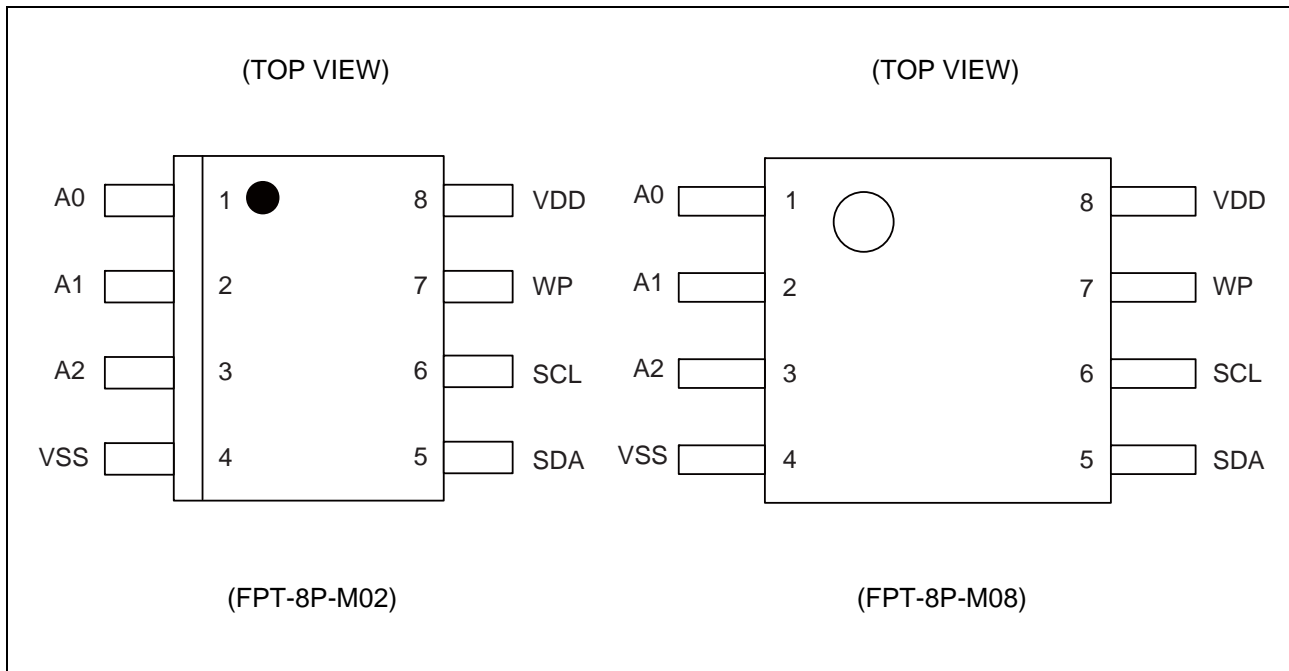 (TOP VIEW)
A0 1 8 VDD
A1 2 7 WP
A2 3 6 SCL
VSS 4 5 SDA
(FPT-8P-M02)
(TOP VIEW)
A0 1 8 VDD
A1 2 7 WP
A2 3 6 SCL
VSS 4 5 SDA
(FPT-8P-M08)